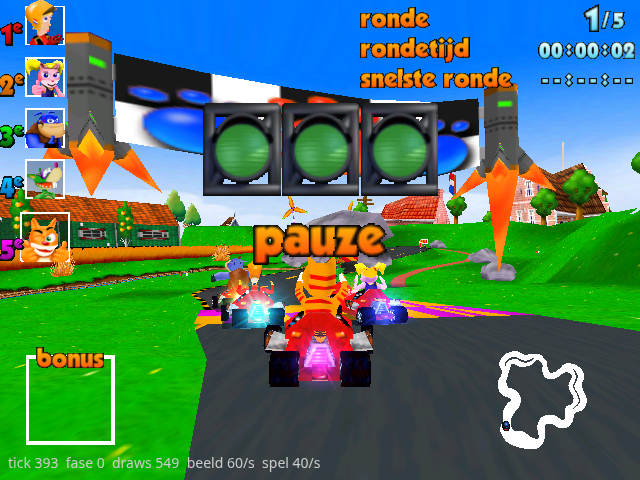 1e
ronde 1/5
2e
rondetijd 00:00:02
snelste ronde --:--:--
3e
4e
5e
pauze
bonus
tick 393 fase 0 draws 549 beeld 60/s spel 40/s